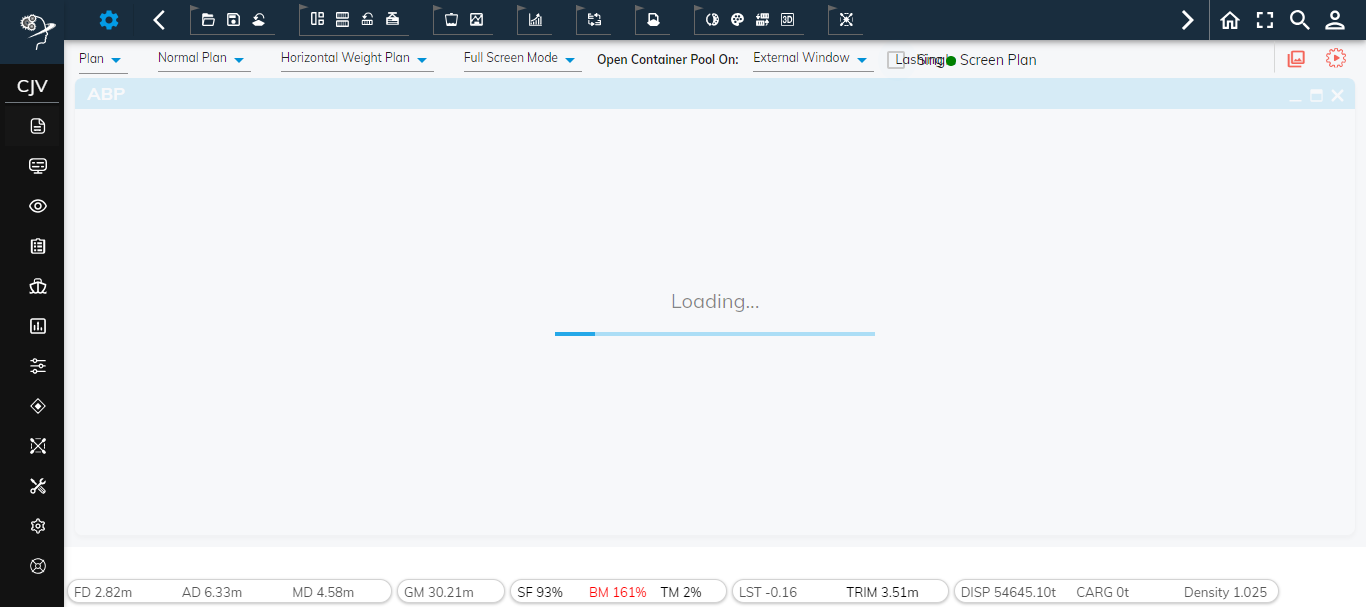 3D
CJV
Plan
Normal Plan
Horizontal Weight Plan
Full Screen Mode
Open Container Pool On:
External Window
Lashing
Screen Plan
ABP
Loading...
FD 2.82m AD 6.33m MD 4.58m
GM 30.21m
SF 93% BM 161% TM 2%
LST -0.16 TRIM 3.51m
DISP 54645.10t CARG 0t Density 1.025